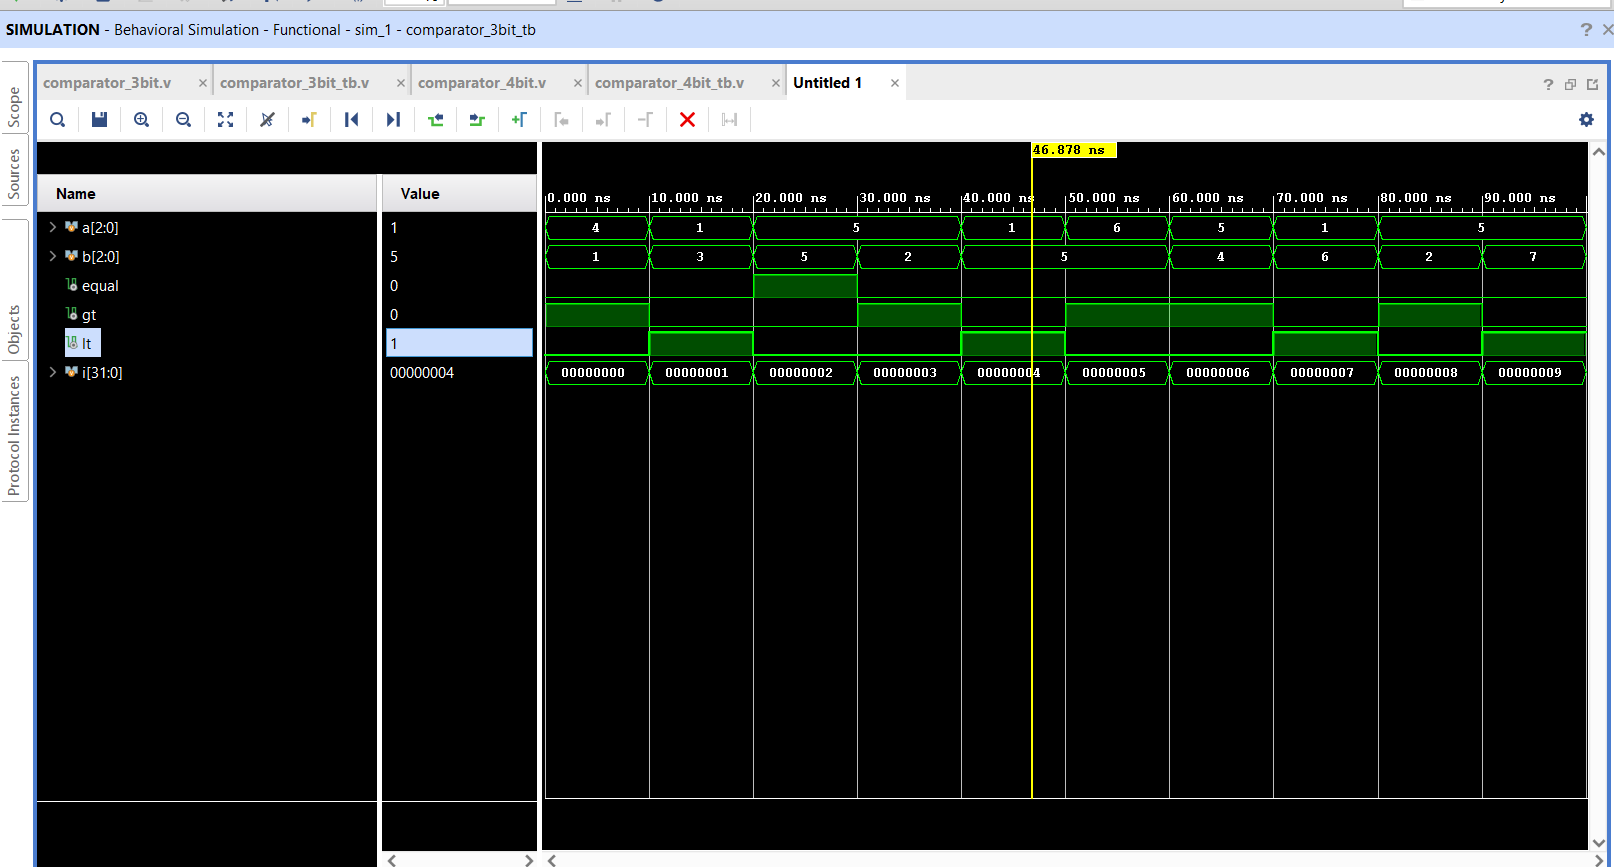 SIMULATION - Behavioral Simulation - Functional - sim_1 - comparator_3bit_tb ?
Scope
Sources
Objects
Protocol Instances
comparator_3bit.v comparator_3bit_tb.v comparator_4bit.v comparator_4bit_tb.v Untitled 1 ?
46.878 ns
Name Value
0.000 ns 10.000 ns 20.000 ns 30.000 ns 40.000 ns 50.000 ns 60.000 ns 70.000 ns 80.000 ns 90.000 ns
a[2:0] 1 4 1 5 1 6 5 1 5
b[2:0] 5 1 3 5 2 5 4 6 2 7
equal 0
gt 0
lt 1
i[31:0] 00000004 00000000 00000001 00000002 00000003 00000004 00000005 00000006 00000007 00000008 00000009